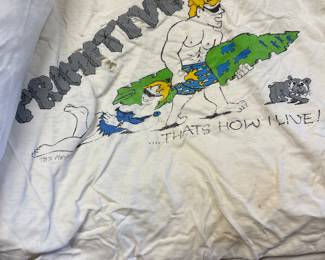 PRIMITIVE
....THATS HOW I LIVE!